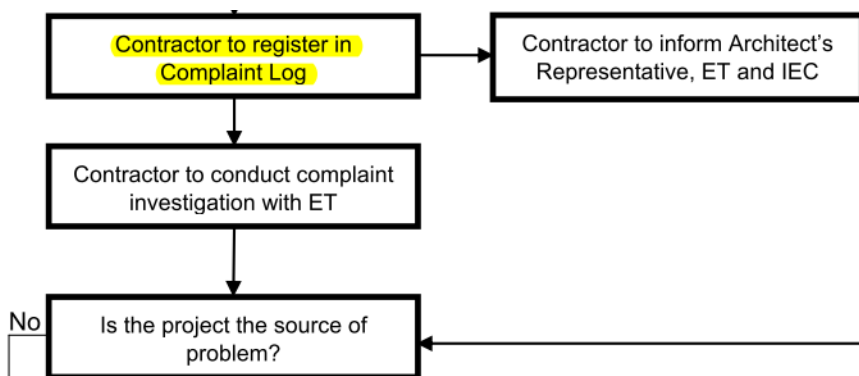 Contractor to register in
Complaint Log
Contractor to inform Architect's
Representative, ET and IEC
Contractor to conduct complaint
investigation with ET
No
Is the project the source of
problem?